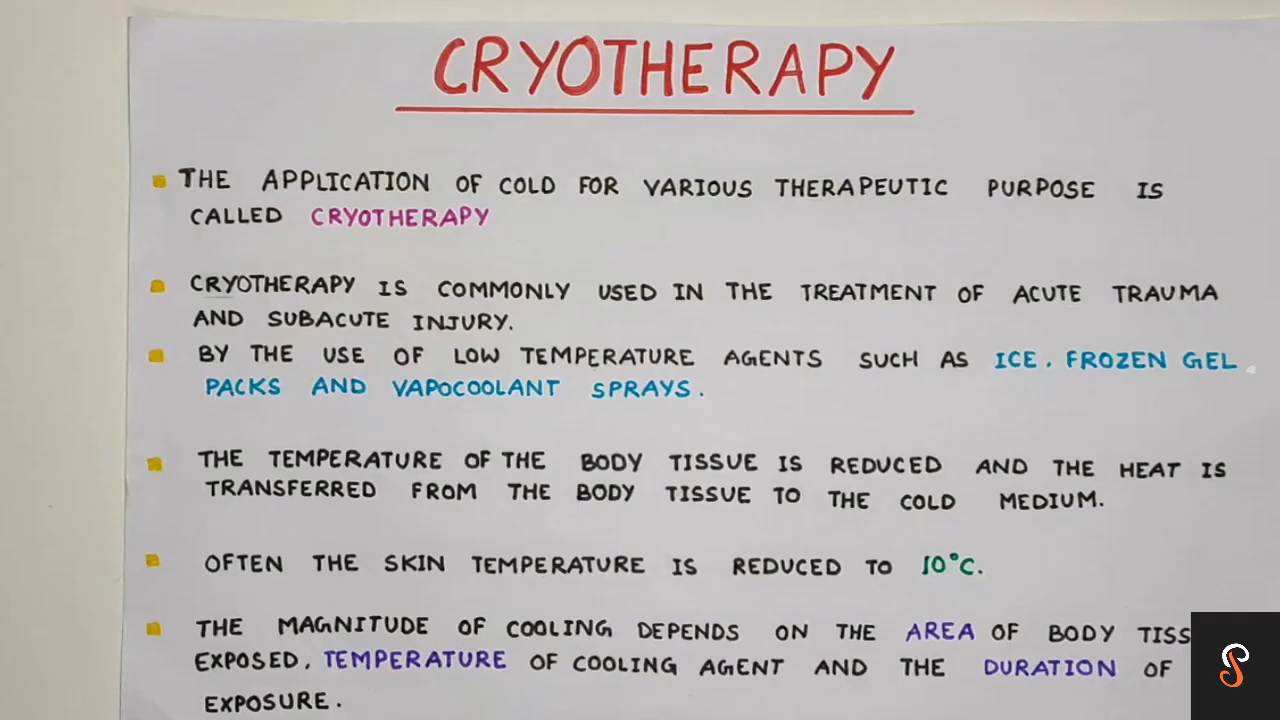 CRYOTHERAPY
THE APPLICATION OF COLD FOR VARIOUS THERAPEUTIC PURPOSE IS
CALLED CRYOTHERAPY
CRYOTHERAPY IS COMMONLY USED IN THE TREATMENT OF ACUTE TRAUMA
AND SUBACUTE INJURY.
BY THE USE OF LOW TEMPERATURE AGENTS SUCH AS ICE, FROZEN GEL
PACKS AND VAPOCOOLANT SPRAYS.
THE TEMPERATURE OF THE BODY TISSUE IS REDUCED AND THE HEAT IS
TRANSFERRED FROM THE BODY TISSUE TO THE COLD MEDIUM.
OFTEN THE SKIN TEMPERATURE IS REDUCED TO 10°C.
THE MAGNITUDE OF COOLING DEPENDS ON THE AREA OF BODY TISS
EXPOSED, TEMPERATURE OF COOLING AGENT AND THE DURATION OF
EXPOSURE.